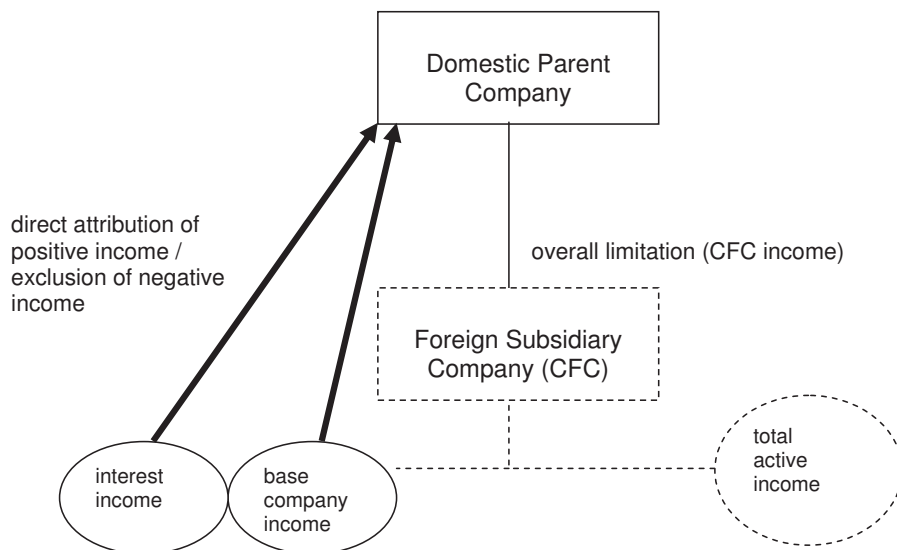 Domestic Parent
Company
direct attribution of
positive income /
exclusion of negative
income
overall limitation (CFC income)
Foreign Subsidiary
Company (CFC)
interest
income
base
company
income
total
active
income